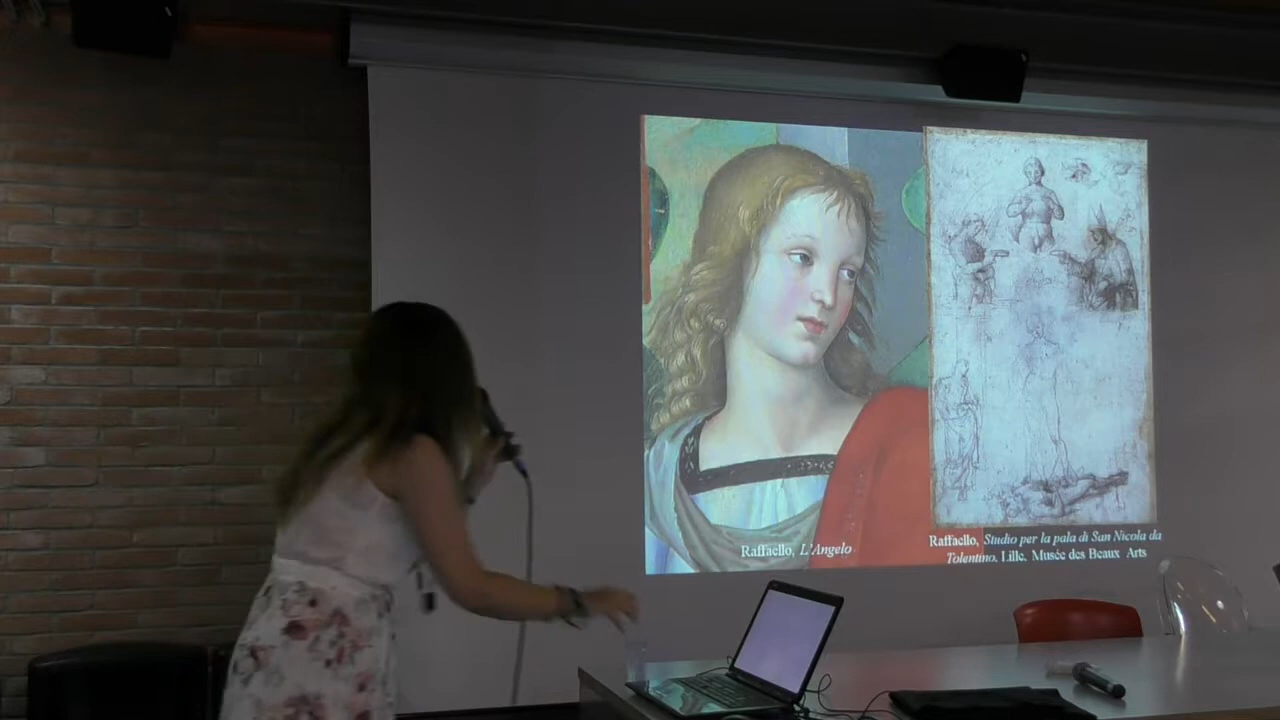 Raffaello, L'Angelo
Raffaello, Studio per la pala di San Nicola da
Tolentino, Lille, Musée des Beaux Arts